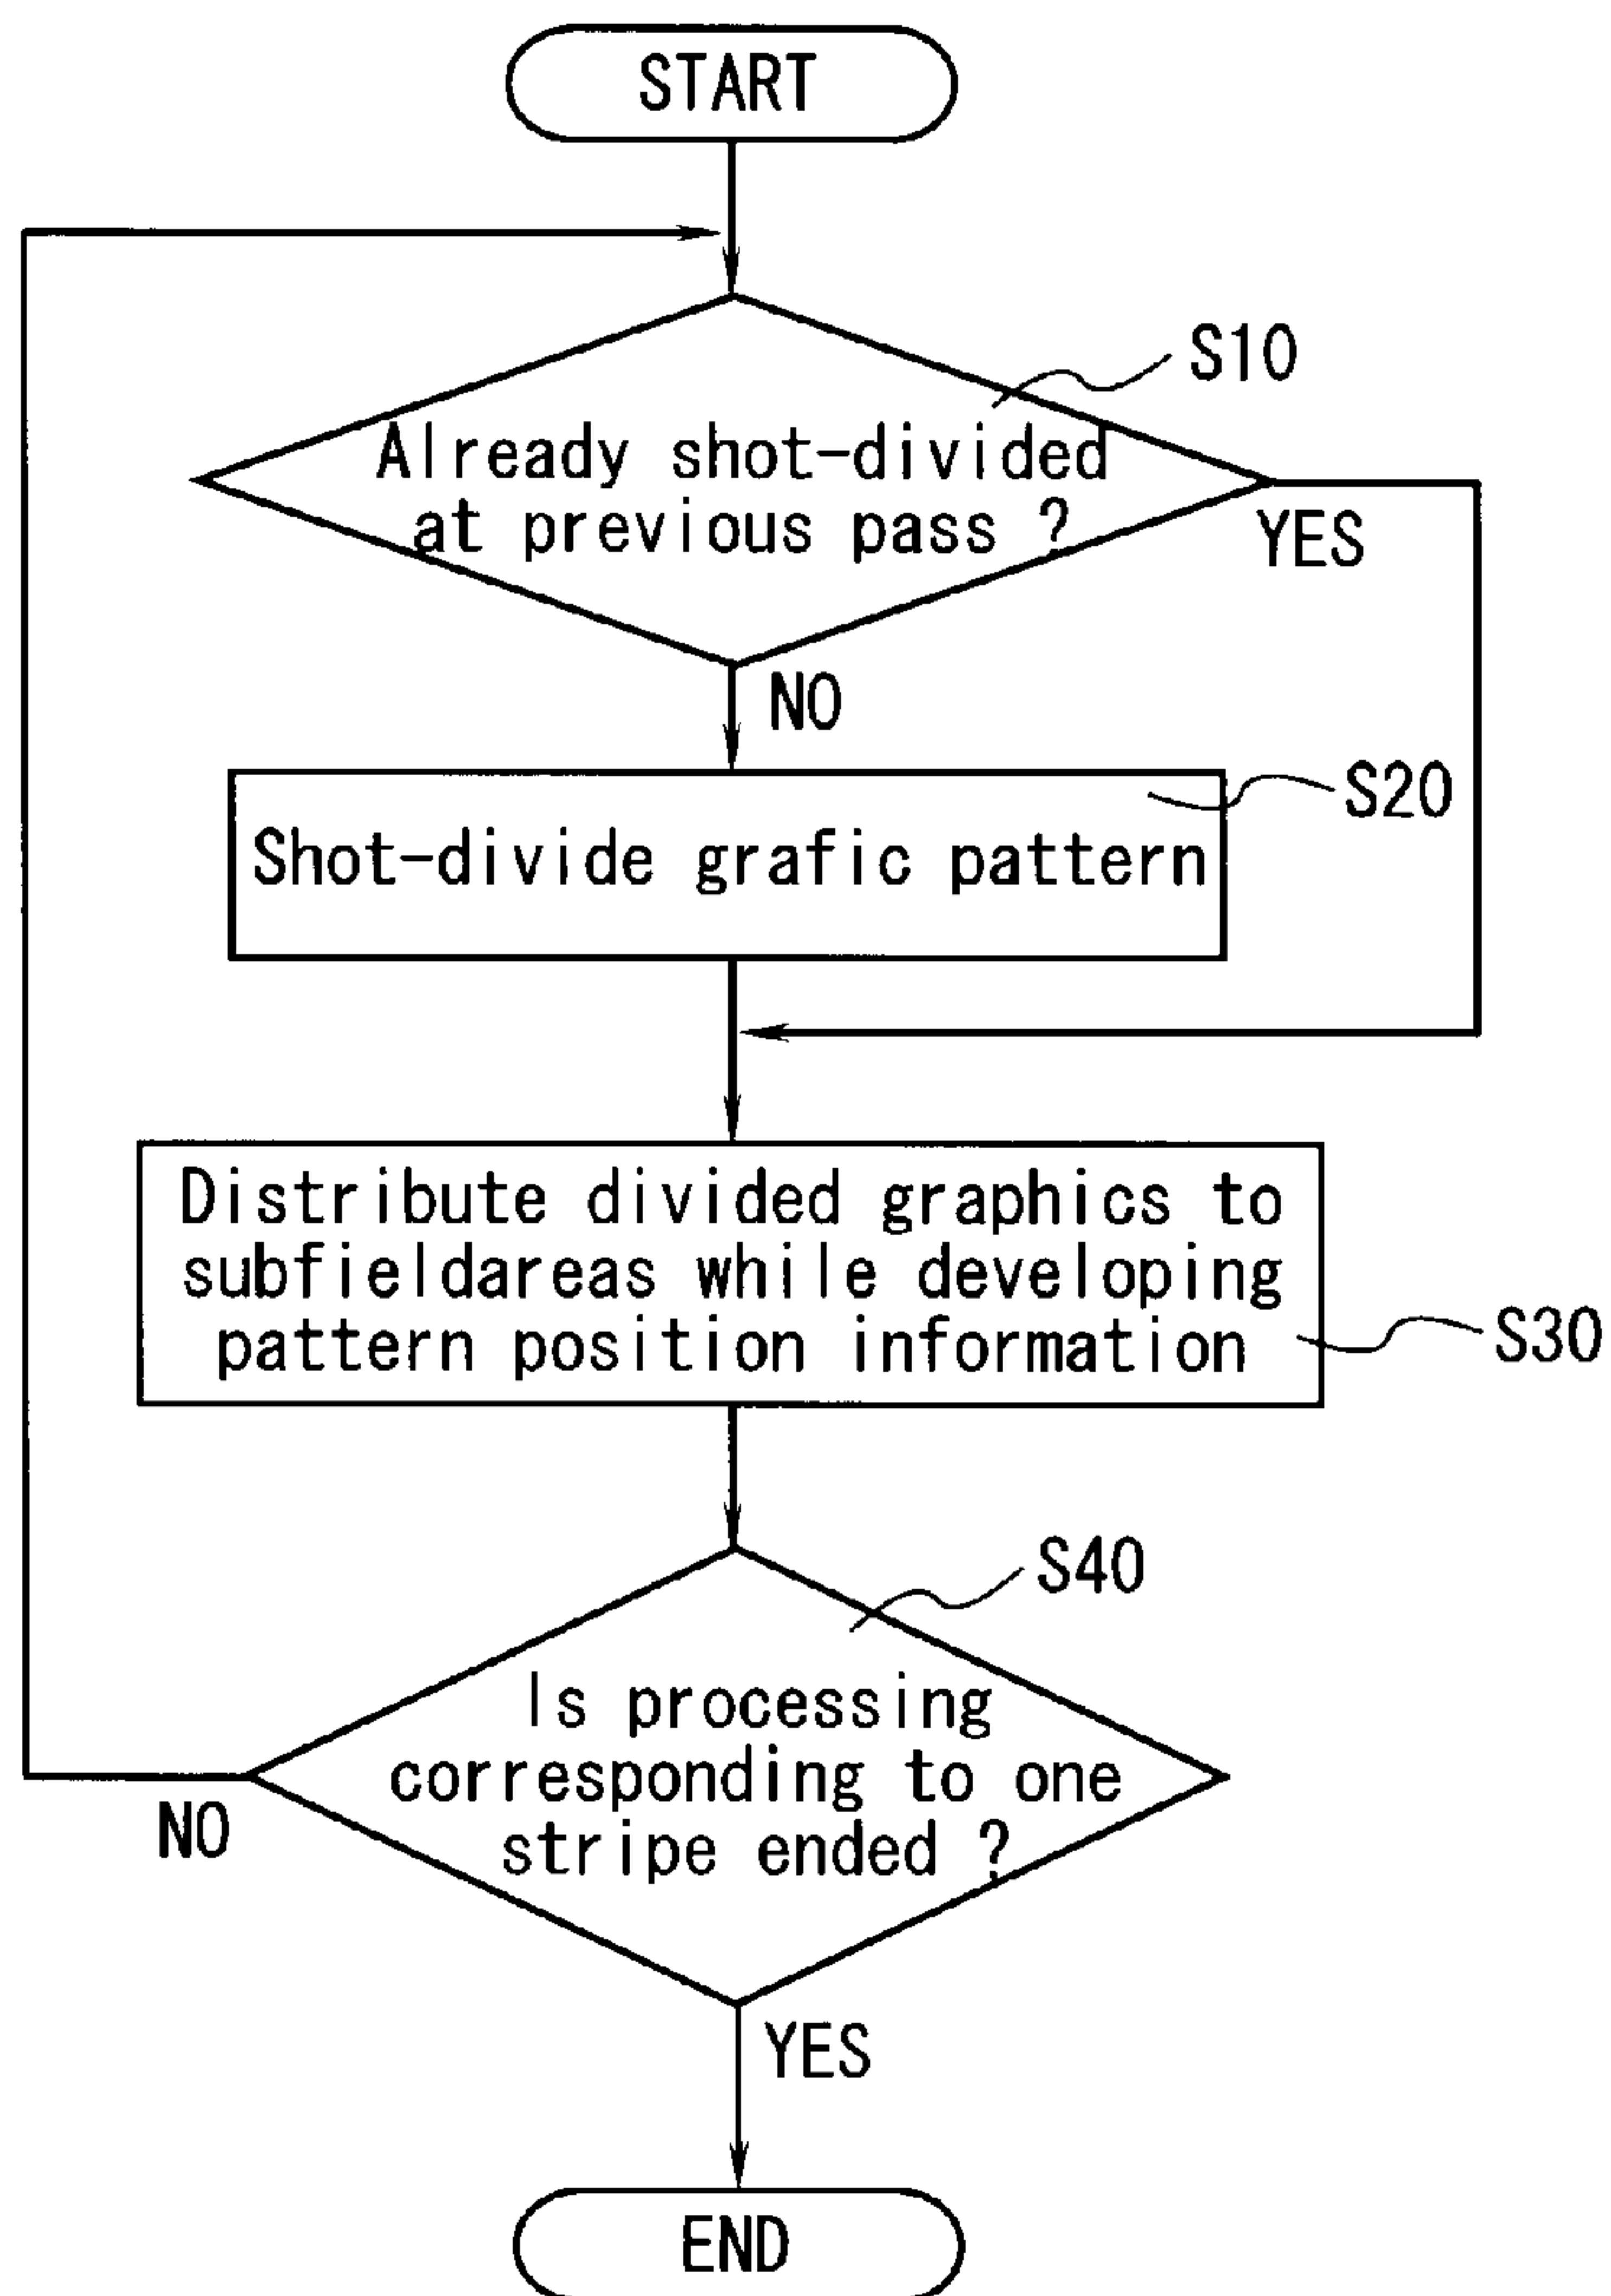 START
S10
Already shot-divided
at previous pass ?
YES
NO
S20
Shot-divide grafic pattern
Distribute divided graphics to
subfieldareas while developing
pattern position information
S30
S40
Is processing
corresponding to one
stripe ended ?
NO
YES
END